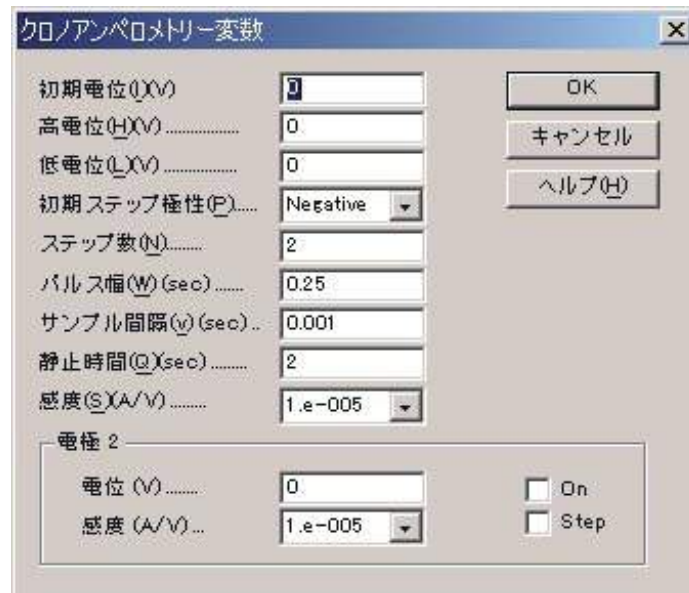 クロノアンペロメトリー変数
初期電位(I)(V) 0
高電位(H)(V)................ 0
低電位(L)(V)................ 0
初期ステップ極性(P)..... Negative
ステップ数(N)........ 2
パルス幅(W)(sec)...... 0.25
サンプル間隔(v)(sec).. 0.001
静止時間(Q)(sec)........ 2
感度(S)(A/V)........ 1.e-005
OK
キャンセル
ヘルプ(H)
電極 2
電位 (V)....... 0
感度 (A/V)... 1.e-005
On
Step